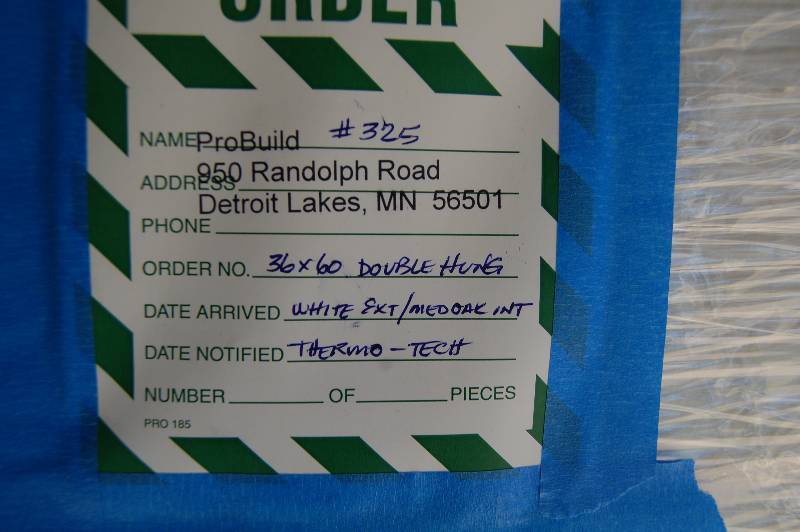 ORDER
NAME ProBuild #325
950 Randolph Road
ADDRESS
Detroit Lakes, MN 56501
PHONE
ORDER NO. 36x60 DOUBLE HUNG
DATE ARRIVED WHITE EXT/MEDOAK INT
DATE NOTIFIED THERMO-TECH
NUMBER OF PIECES
PRO 185